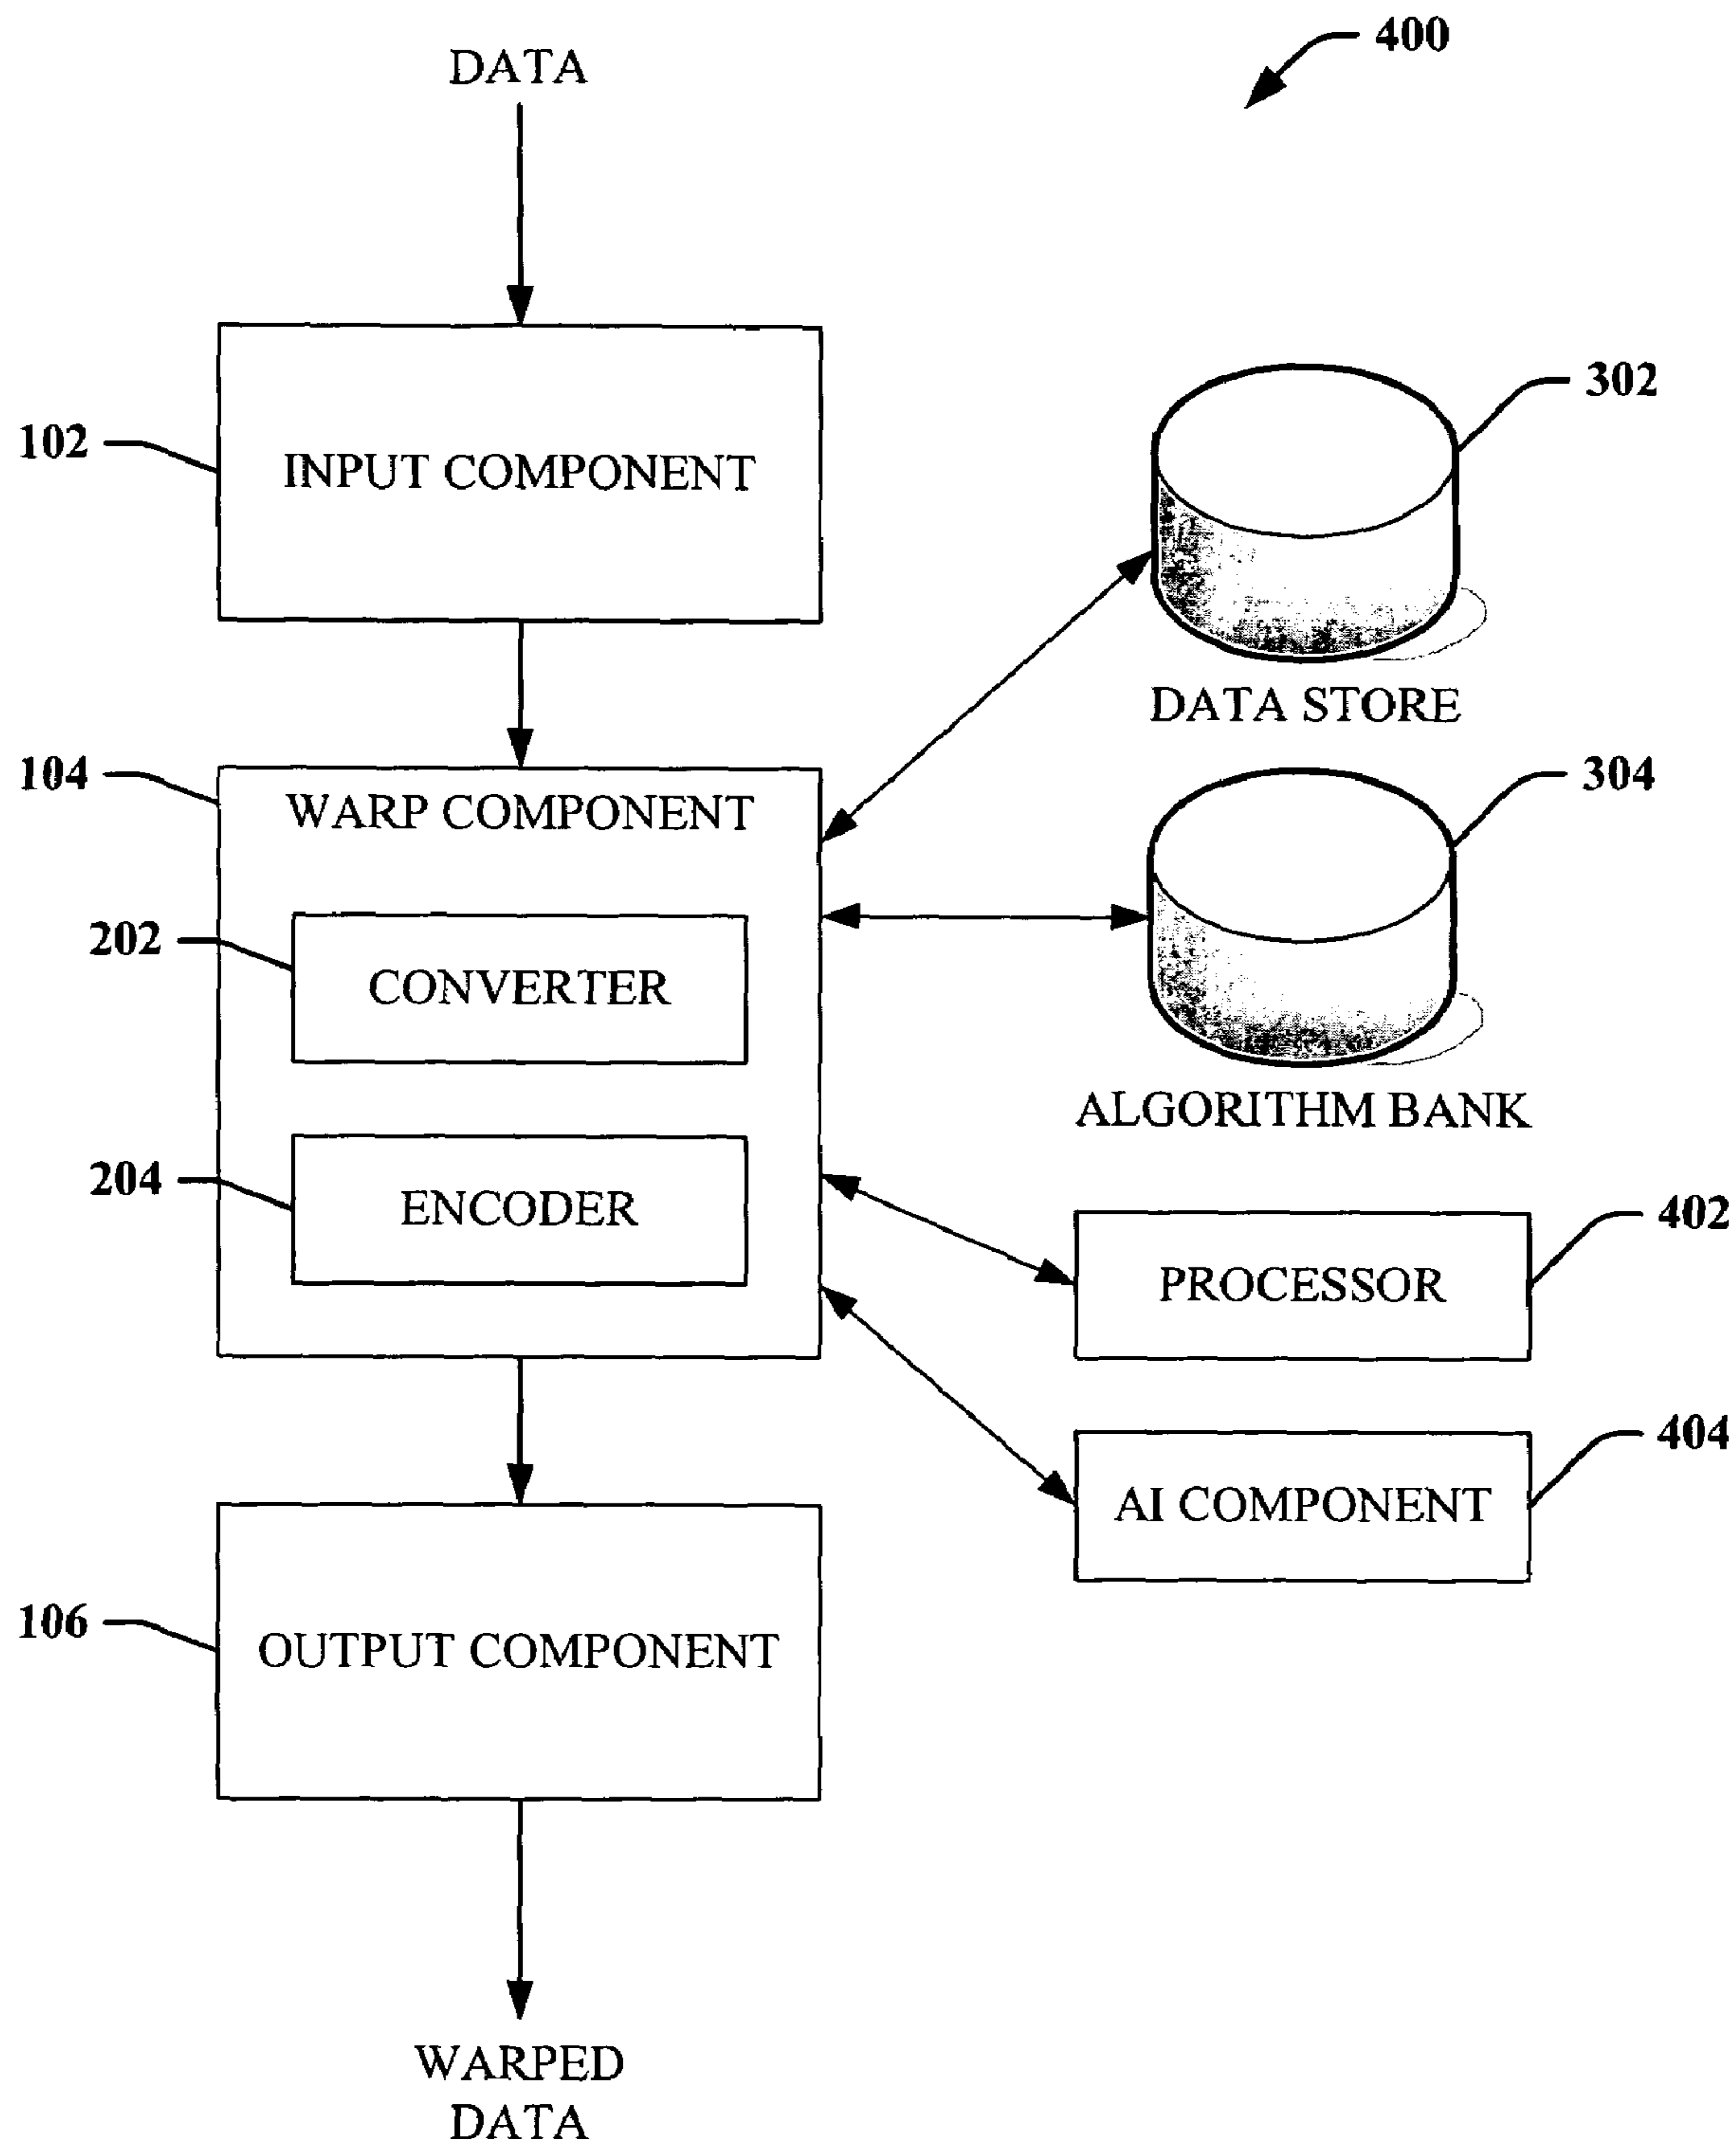 400
DATA
302
102
INPUT COMPONENT
DATA STORE
104
WARP COMPONENT
304
202
CONVERTER
ALGORITHM BANK
204
ENCODER
402
PROCESSOR
404
AI COMPONENT
106
OUTPUT COMPONENT
WARPED
DATA